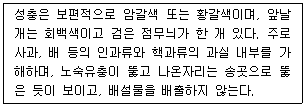 성충은 보편적으로 암갈색 또는 황갈색이며, 앞날
개는 회백색이고 검은 점무늬가 한 개 있다. 주로
사과, 배 등의 인과류와 핵과류의 과실 내부를 가
해하며, 노숙유충이 뚫고 나온자리는 송곳으로 뚫
은 듯이 보이고, 배설물을 배출하지 않는다.